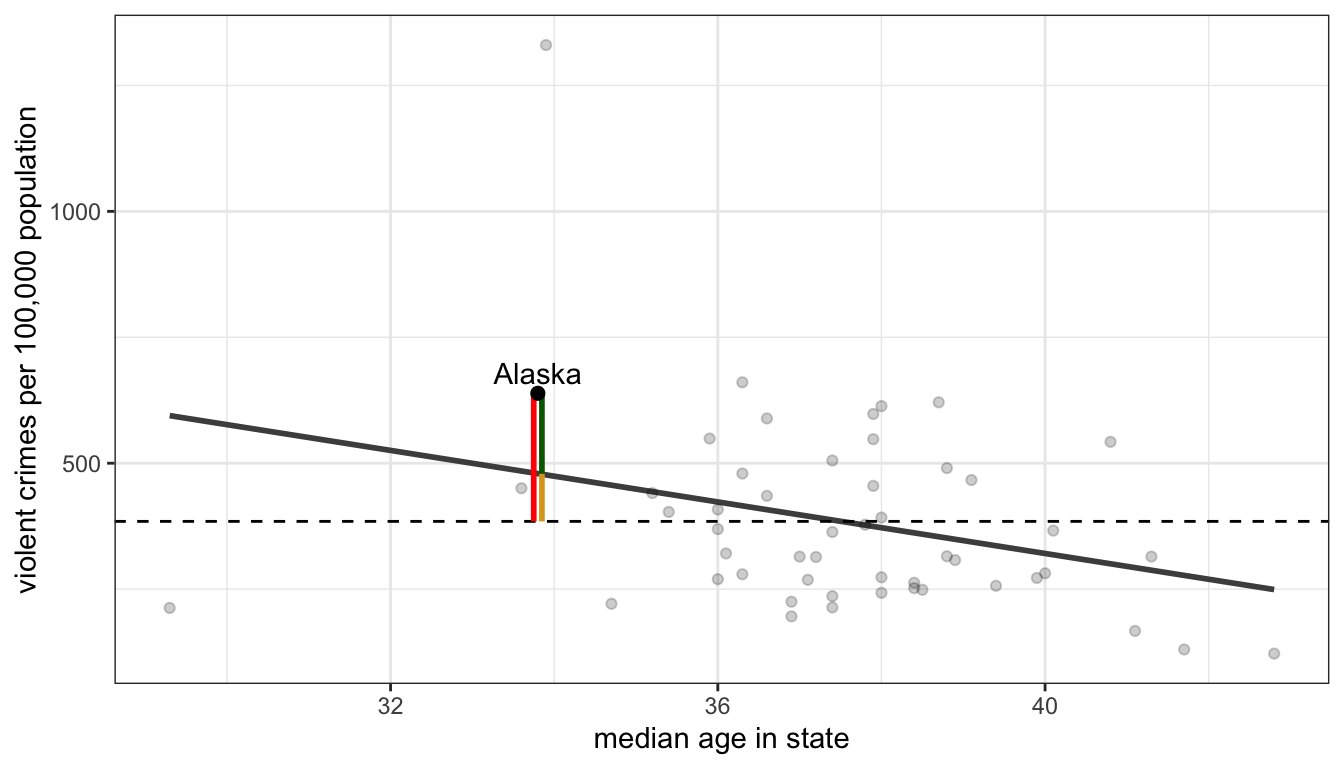 violent crimes per 100,000 population
1000
500
Alaska
32
36
40
median age in state